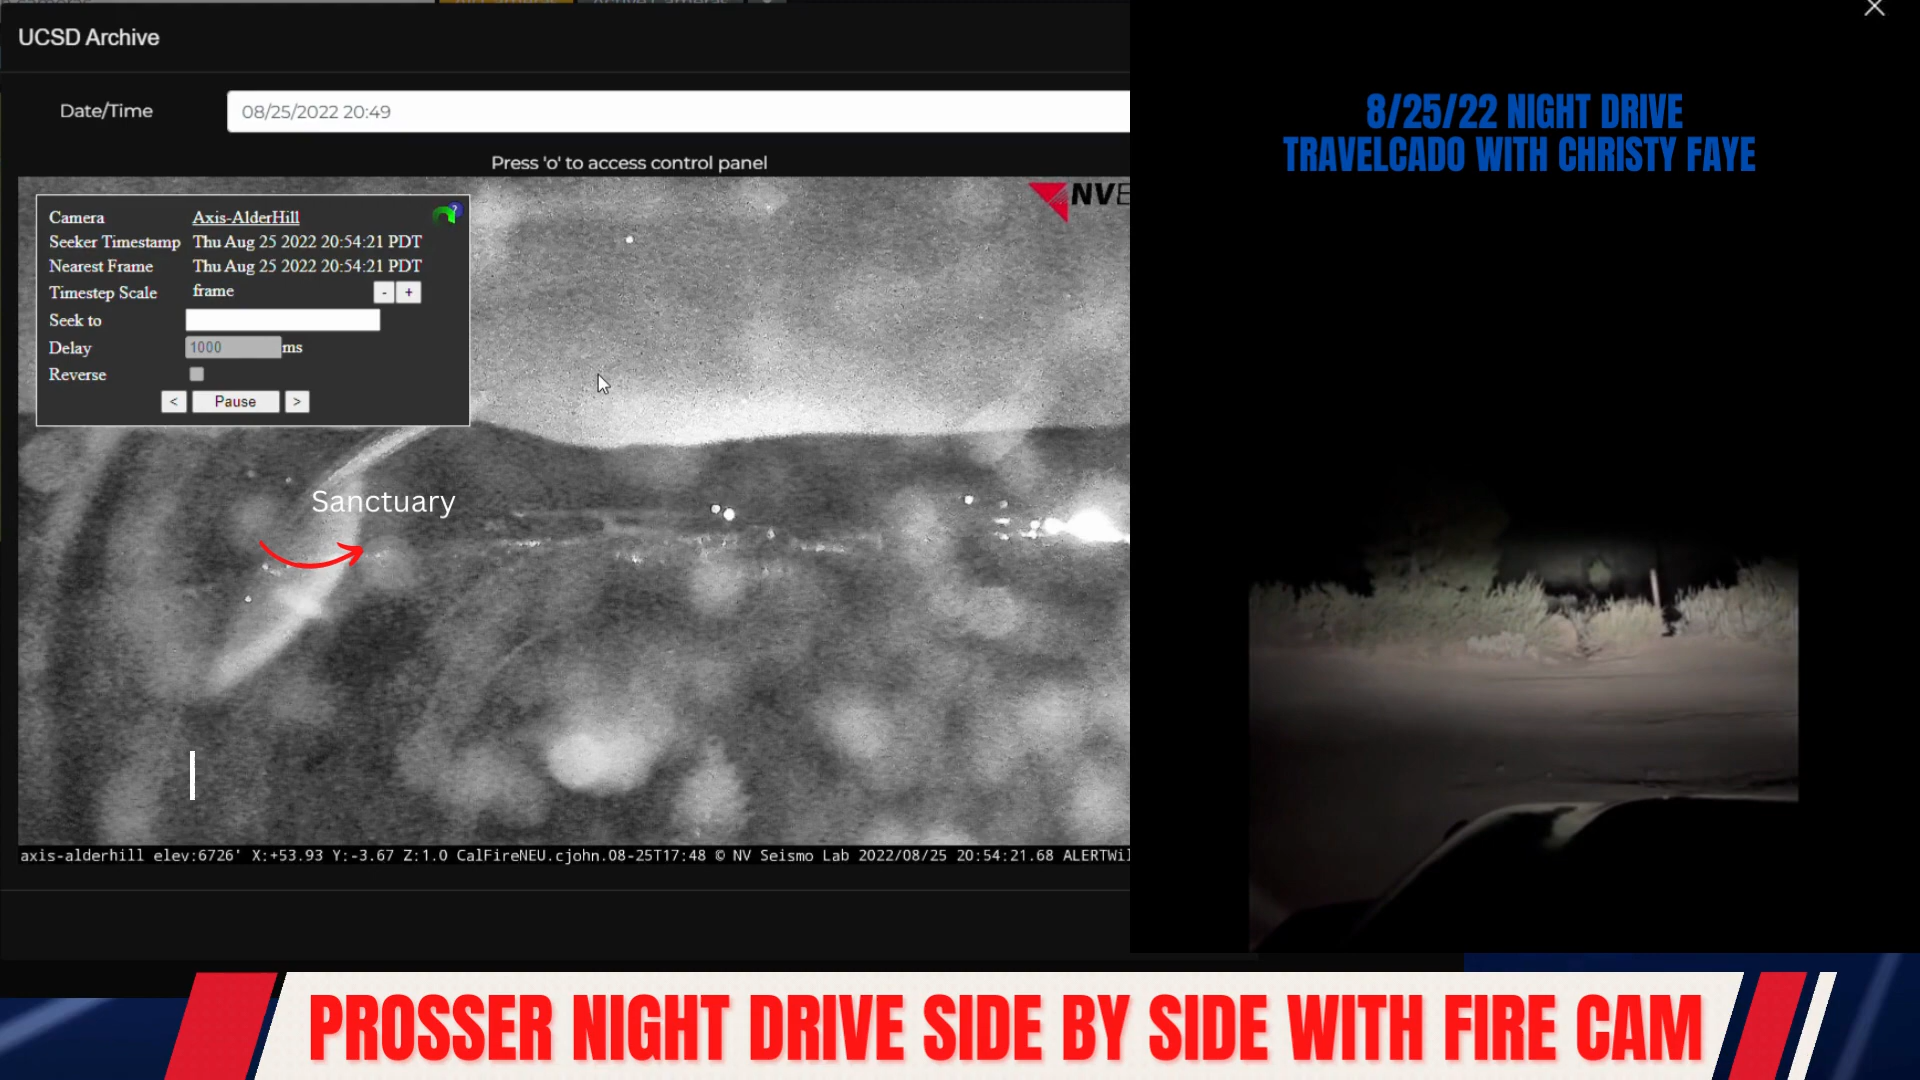 UCSD Archive
Date/Time
08/25/2022 20:49
Press 'o' to access control panel
Camera Axis-AlderHill
Seeker Timestamp Thu Aug 25 2022 20:54:21 PDT
Nearest Frame Thu Aug 25 2022 20:54:21 PDT
Timestep Scale frame - +
Seek to
Delay 1000 ms
Reverse
< Pause >
NVE
Sanctuary
axis-alderhill elev:6726' X:+53.93 Y:-3.67 Z:1.0 CalFireNEU.cjohn.08-25T17:48 © NV Seismo Lab 2022/08/25 20:54:21.68 ALERTWil
8/25/22 NIGHT DRIVE
TRAVELCADO WITH CHRISTY FAYE
PROSSER NIGHT DRIVE SIDE BY SIDE WITH FIRE CAM